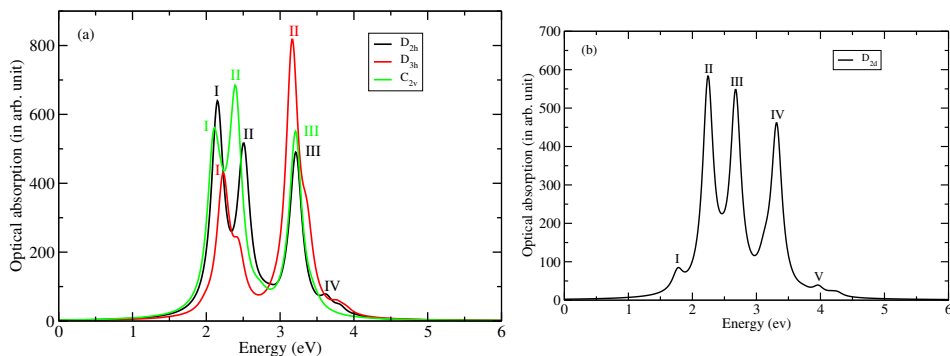 (a)
D2h
D3h
C2v
II
I
II
I
II
I
III
III
IV
800
600
400
200
0
0 1 2 3 4 5 6
Energy (eV)
Optical absorption (in arb. unit)
(b)
D2d
II
III
IV
I
V
700
600
500
400
300
200
100
0
0 1 2 3 4 5 6
Energy (ev)
Optical absorption (in arb. unit)